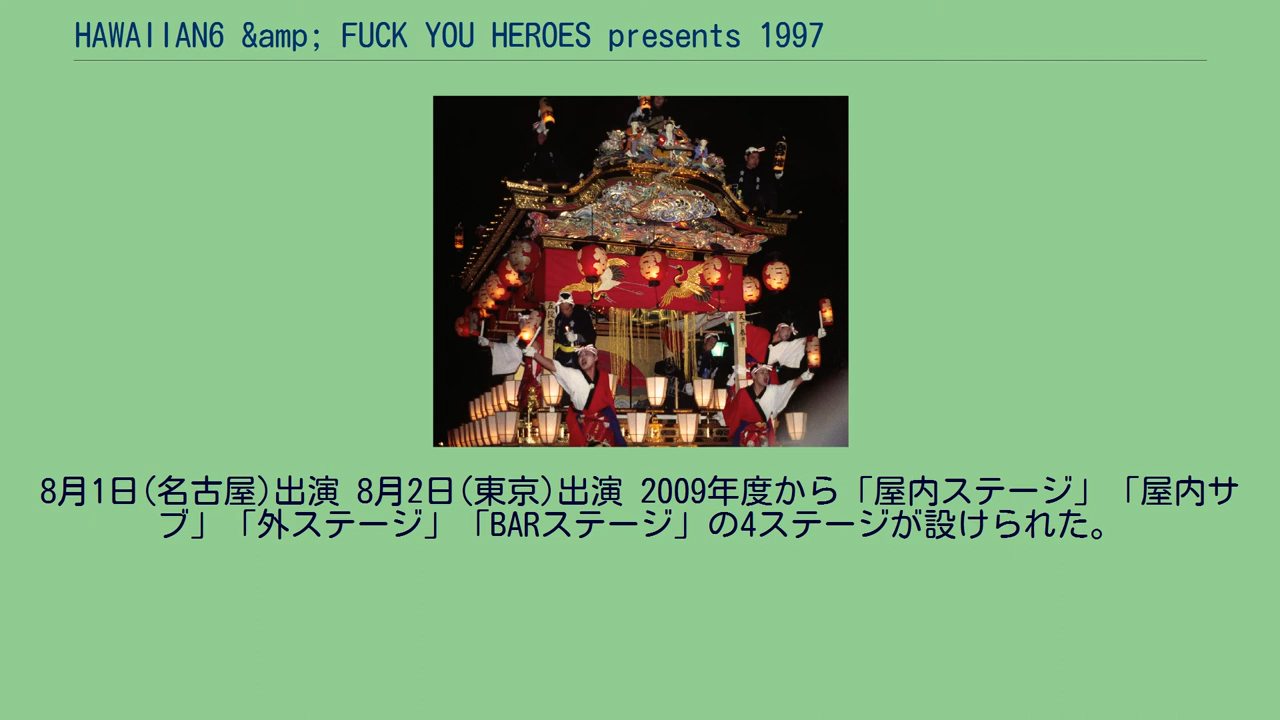 HAWAIIAN6 &amp; FUCK YOU HEROES presents 1997
8月1日(名古屋)出演 8月2日(東京)出演 2009年度から「屋内ステージ」「屋内サ
ブ」「外ステージ」「BARステージ」の4ステージが設けられた。